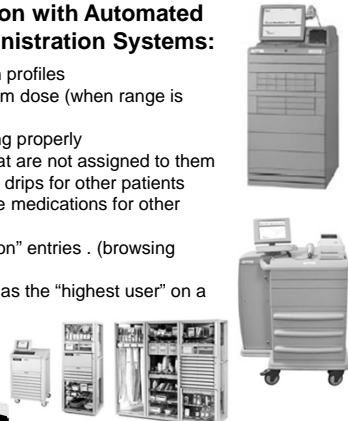 on with Automated
nistration Systems:
profiles
m dose (when range is
ng properly
at are not assigned to them
drips for other patients
e medications for other
on” entries . (browsing
as the “highest user” on a